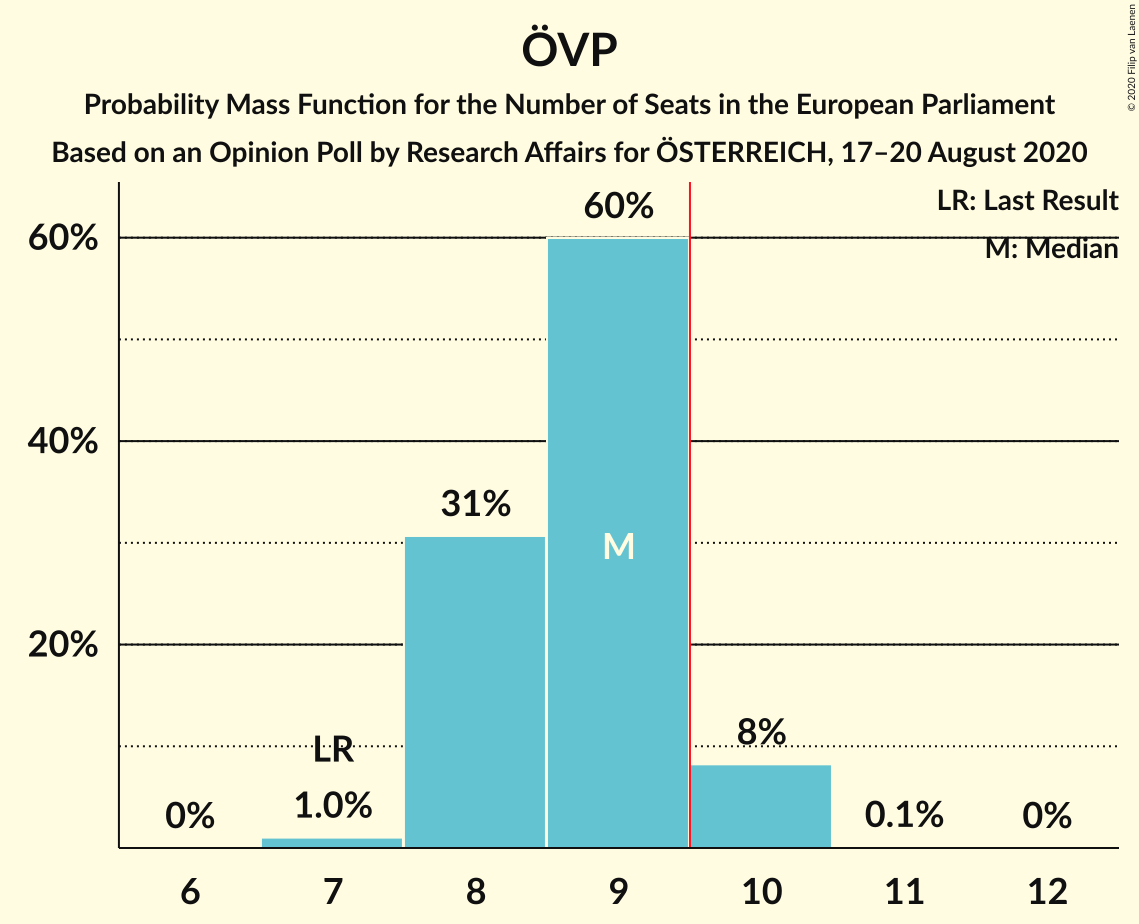 ÖVP
Probability Mass Function for the Number of Seats in the European Parliament
Based on an Opinion Poll by Research Affairs for ÖSTERREICH, 17–20 August 2020
© 2020 Filip van Laenen
LR: Last Result
M: Median
60%
40%
20%
0%
LR
1.0%
31%
60%
M
8%
0.1%
0%
6 7 8 9 10 11 12